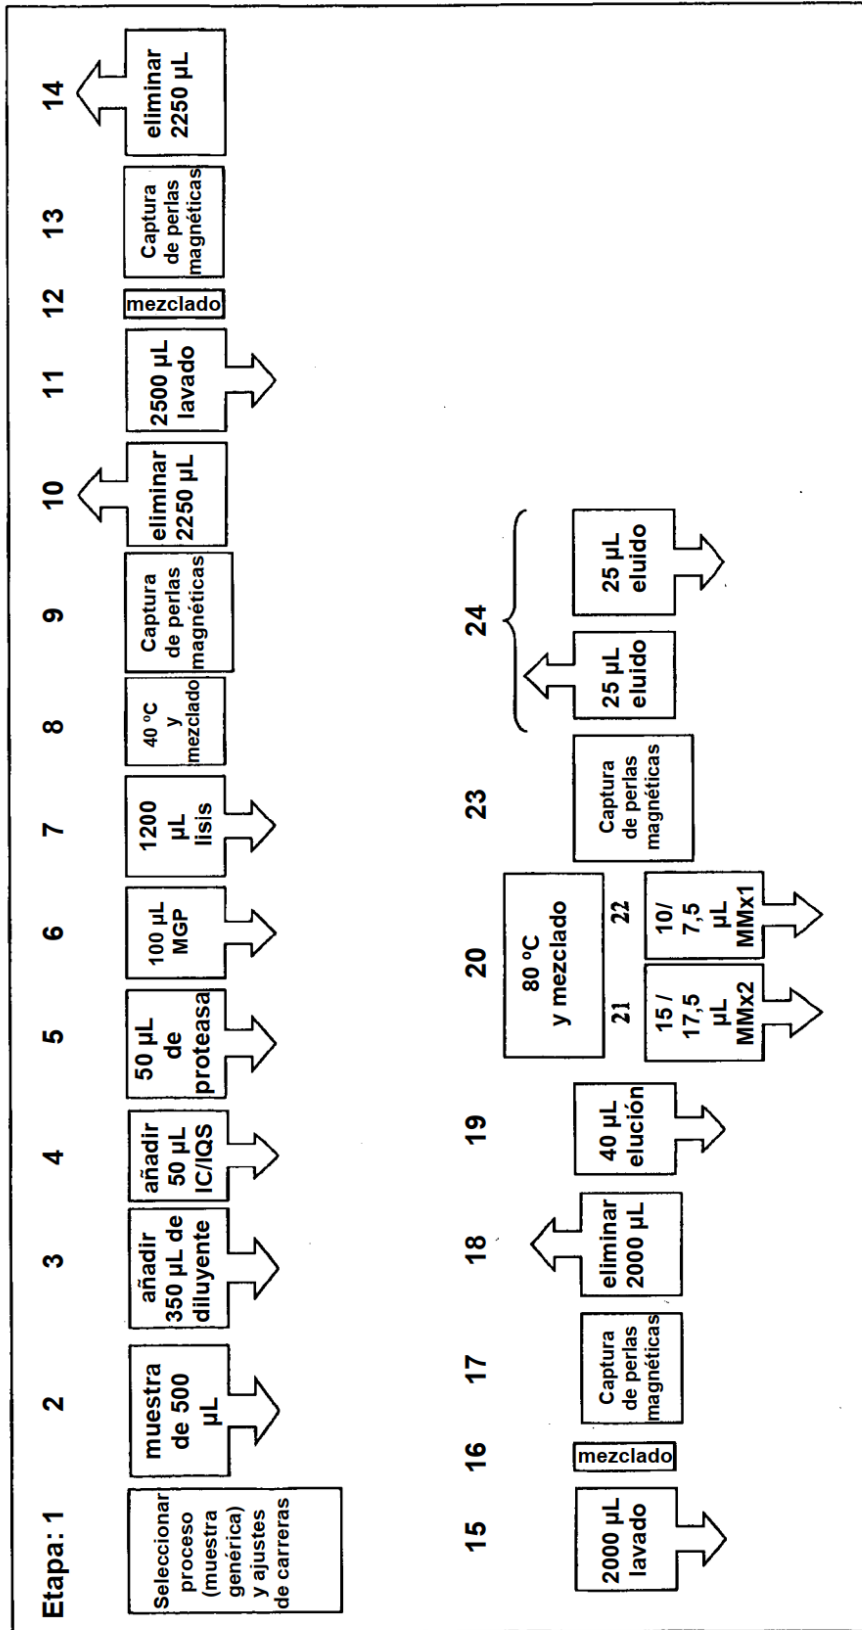 Etapa: 1
Seleccionar
proceso
(muestra
genérica)
y ajustes
de carreras
2
muestra
de 500
µL
3
añadir
350 µL de
diluyente
4
añadir
50 µL
IC/IQS
5
50 µL
de
proteasa
6
100 µL
MGP
7
1200
µL
lisis
8
40 ºC
y
mezclado
9
Captura
de perlas
magnéticas
10
eliminar
2250 µL
11
2500 µL
lavado
12
mezclado
13
Captura
de perlas
magnéticas
14
eliminar
2250 µL
15
2000 µL
lavado
16
mezclado
17
Captura
de perlas
magnéticas
18
eliminar
2000 µL
19
40 µL
elución
20
80 ºC
y mezclado
21
15 /
17,5
µL
MMx2
22
10/
7,5
µL
MMx1
23
Captura
de perlas
magnéticas
24
25 µL
eluido
25 µL
eluido